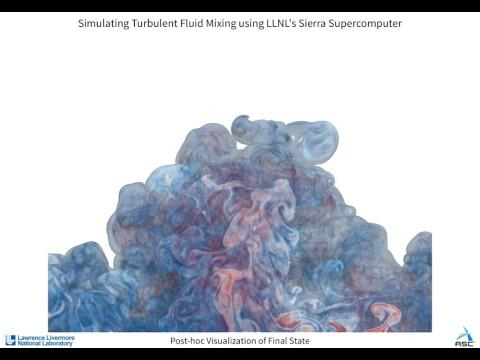 Simulating Turbulent Fluid Mixing using LLNL's Sierra Supercomputer
Lawrence Livermore
National Laboratory
Post-hoc Visualization of Final State
ASC